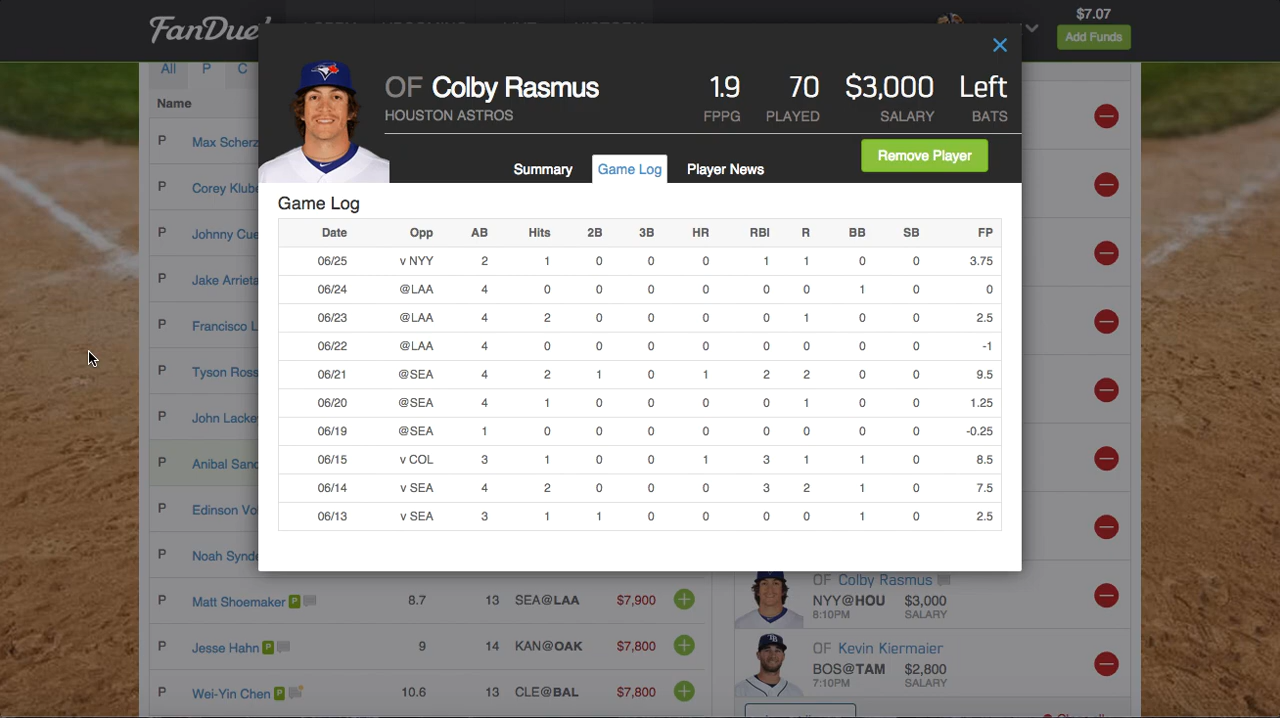 FanDuel
$7.07
Add Funds
OF Colby Rasmus
HOUSTON ASTROS
1.9 70 $3,000 Left
FPPG PLAYED SALARY BATS
Remove Player
Summary Game Log Player News
All P C
Name
Game Log
Date Opp AB Hits 2B 3B HR RBI R BB SB FP
06/25 v NYY 2 1 0 0 0 1 1 0 0 3.75
06/24 @LAA 4 0 0 0 0 0 0 1 0 0
06/23 @LAA 4 2 0 0 0 0 1 0 0 2.5
06/22 @LAA 4 0 0 0 0 0 0 0 0 -1
06/21 @SEA 4 2 1 0 1 2 2 0 0 9.5
06/20 @SEA 4 1 0 0 0 0 1 0 0 1.25
06/19 @SEA 1 0 0 0 0 0 0 0 0 -0.25
06/15 v COL 3 1 0 0 1 3 1 1 0 8.5
06/14 v SEA 4 2 0 0 0 3 2 1 0 7.5
06/13 v SEA 3 1 1 0 0 0 0 1 0 2.5
P Max Scherz
P Corey Klube
P Johnny Cue
P Jake Arrieta
P Francisco L
P Tyson Ross
P John Lacke
P Anibal Sanc
P Edinson Vo
P Noah Synde
P Matt Shoemaker P 8.7 13 SEA@LAA $7,900
P Jesse Hahn P 9 14 KAN@OAK $7,800
P Wei-Yin Chen P 10.6 13 CLE@BAL $7,800
OF Colby Rasmus
NYY@HOU $3,000
8:10PM SALARY
OF Kevin Kiermaier
BOS@TAM $2,800
7:10PM SALARY